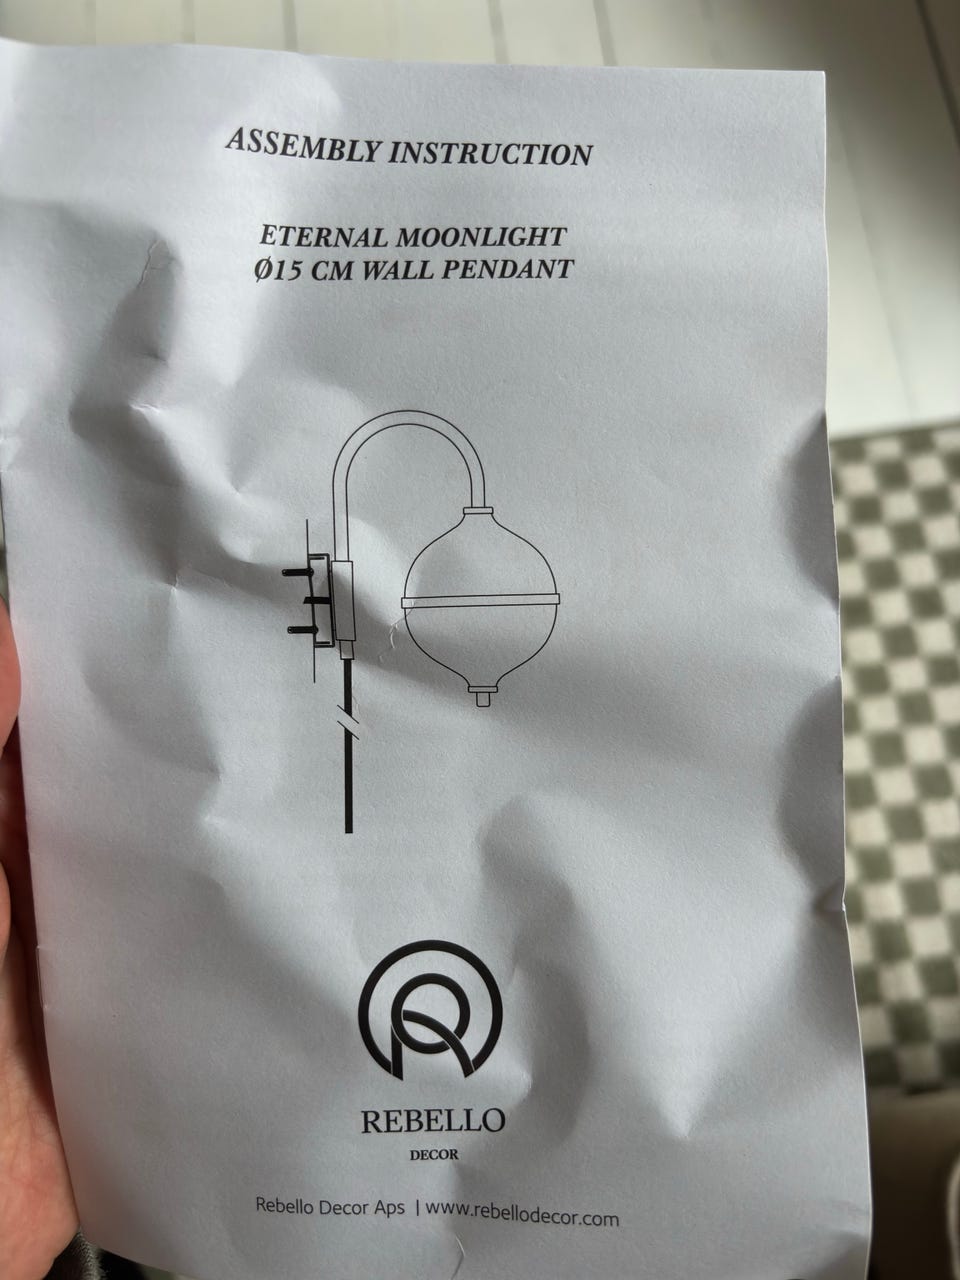 ASSEMBLY INSTRUCTION
ETERNAL MOONLIGHT
Ø15 CM WALL PENDANT
REBELLO
DECOR
Rebello Decor Aps | www.rebellodecor.com